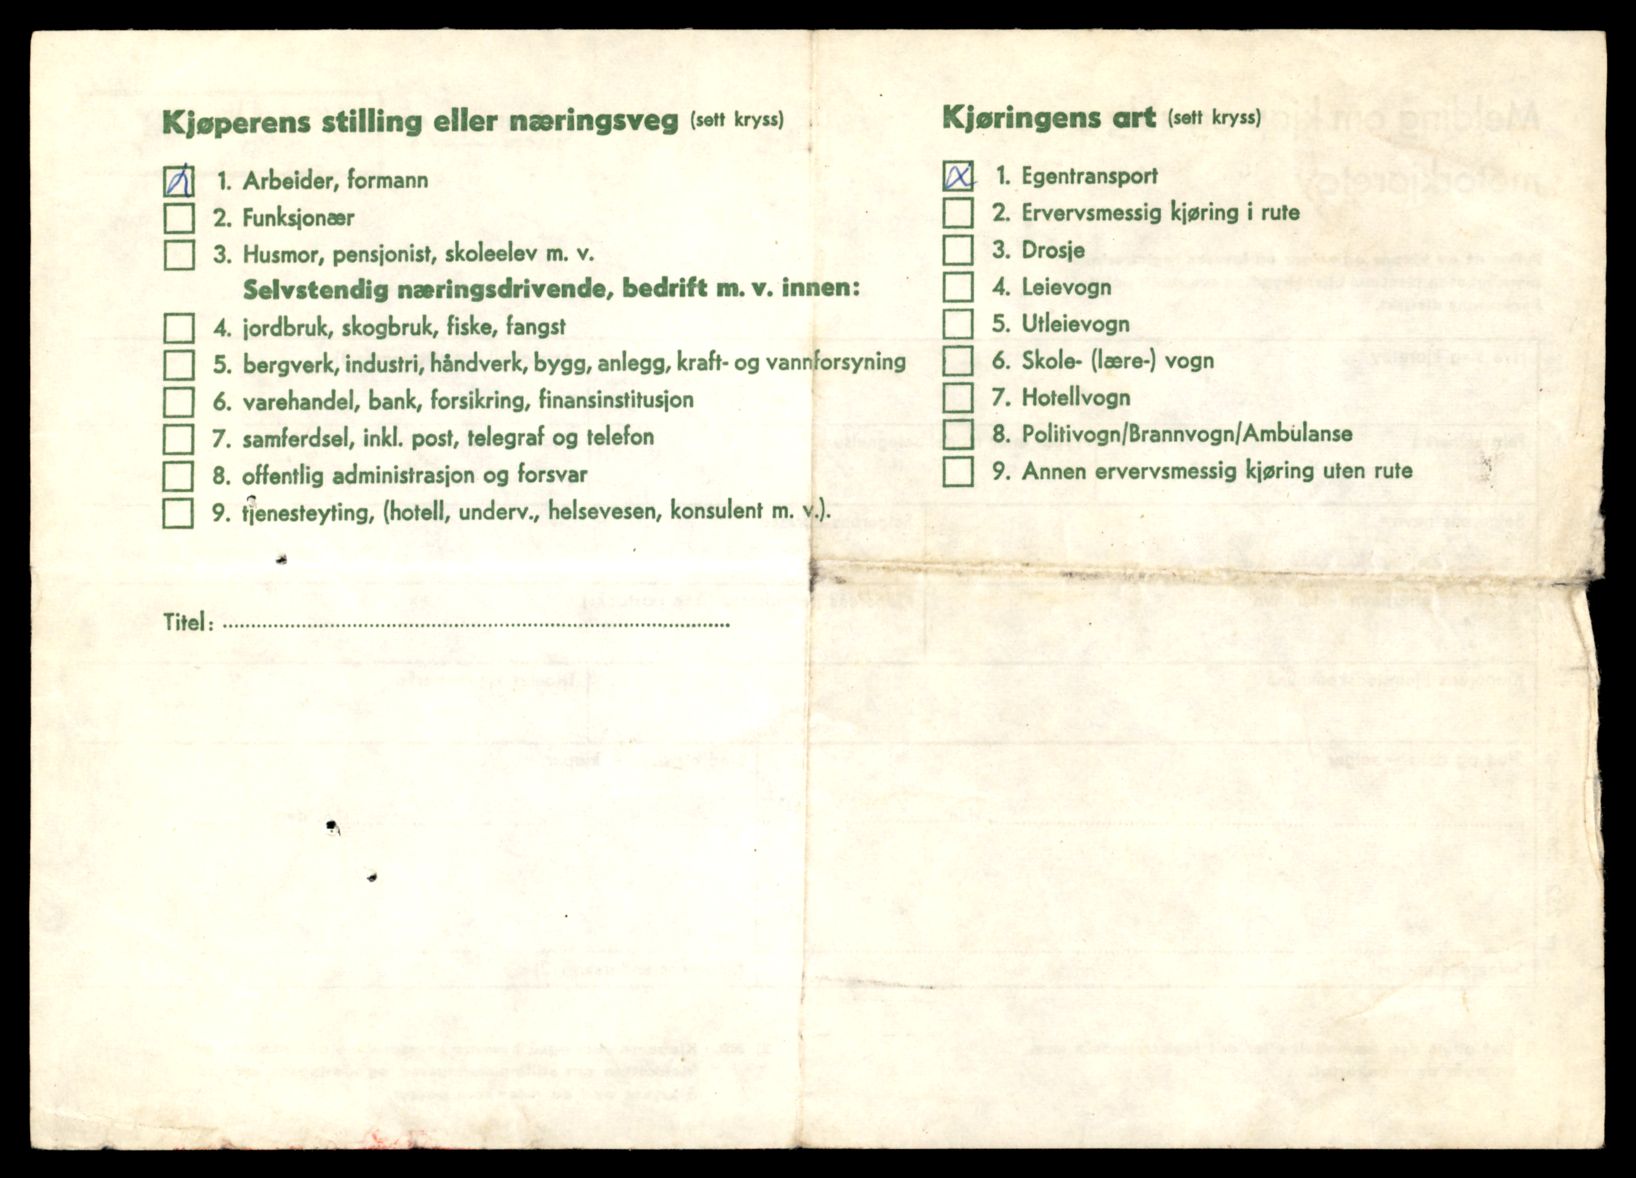 Kjøperens stilling eller næringsveg (sett kryss)
1. Arbeider, formann
2. Funksjonær
3. Husmor, pensjonist, skoleelev m. v.
Selvstendig næringsdrivende, bedrift m. v. innen:
4. jordbruk, skogbruk, fiske, fangst
5. bergverk, industri, håndverk, bygg, anlegg, kraft- og vannforsyning
6. varehandel, bank, forsikring, finansinstitusjon
7. samferdsel, inkl. post, telegraf og telefon
8. offentlig administrasjon og forsvar
9. tjenesteyting, (hotell, underv., helsevesen, konsulent m. v.).
Titel:
Kjøringens art (sett kryss)
1. Egentransport
2. Ervervsmessig kjøring i rute
3. Drosje
4. Leievogn
5. Utleievogn
6. Skole- (lære-) vogn
7. Hotellvogn
8. Politivogn/Brannvogn/Ambulanse
9. Annen ervervsmessig kjøring uten rute